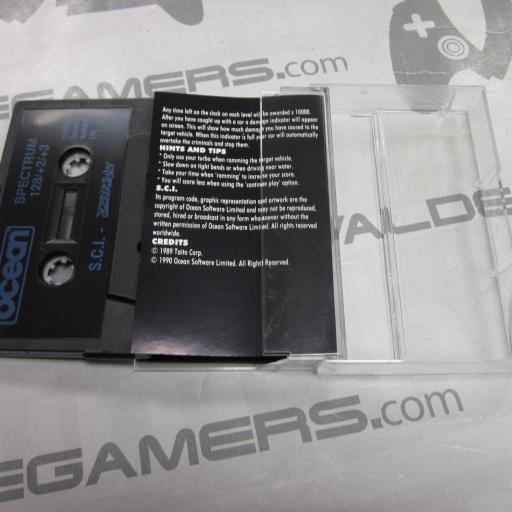 GAMERS.com
EGAMERS.com
VALDE
ocean
SPECTRUM
128/+2/+3
S.C.I. -
Any time left on the clock on each level will be awarded x 10000.
After you have caught up with a car a damage indicator will appear
on screen. This will show how much damage you have caused to the
target vehicle. When this indicator is full your car will automatically
overtake the criminals and stop them.
HINTS AND TIPS
* Only use your turbo when ramming the target vehicle.
* Slow down on tight bends or when driving near water.
* Take your time when 'ramming' to increase your score.
* You will score less when using the 'continue play' option.
S.C.I.
Its program code, graphic representation and artwork are the
copyright of Ocean Software Limited and may not be reproduced,
stored, hired or broadcast in any form whatsoever without the
written permission of Ocean Software Limited. All rights reserved
worldwide.
CREDITS
© 1989 Taito Corp.
© 1990 Ocean Software Limited. All Rights Reserved.